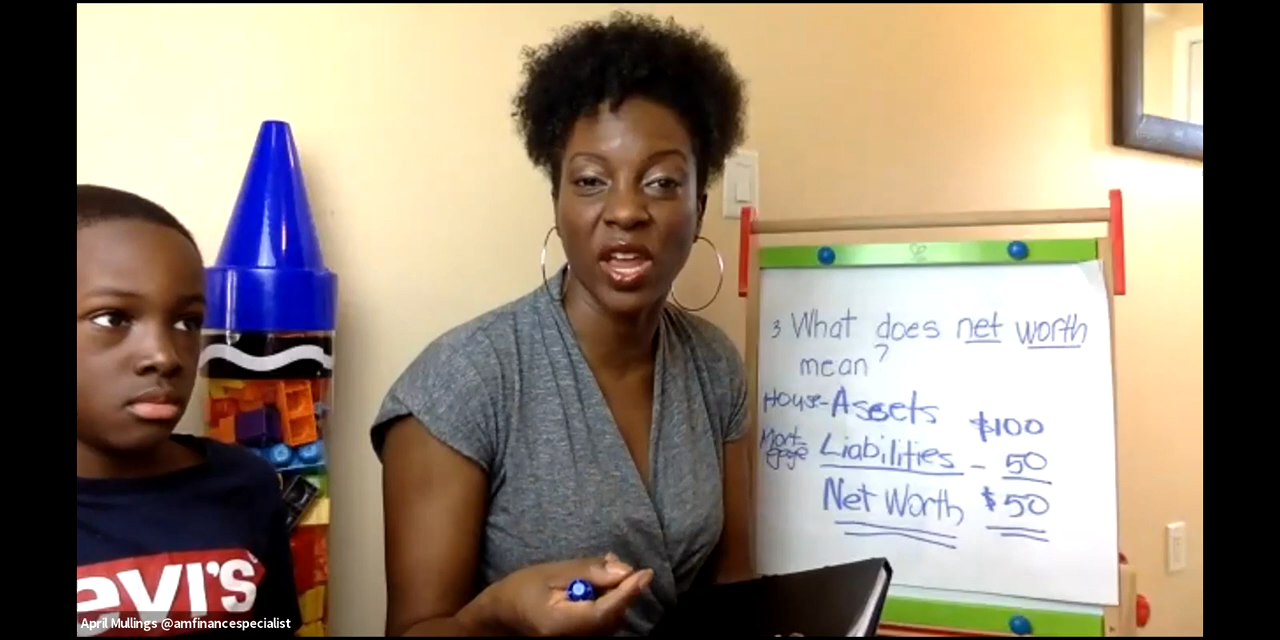 3 What does net worth
mean?
House-Assets $100
Mort-
gage Liabilities - 50
Net Worth $50
Levi's
April Mullings @amfinancespecialist